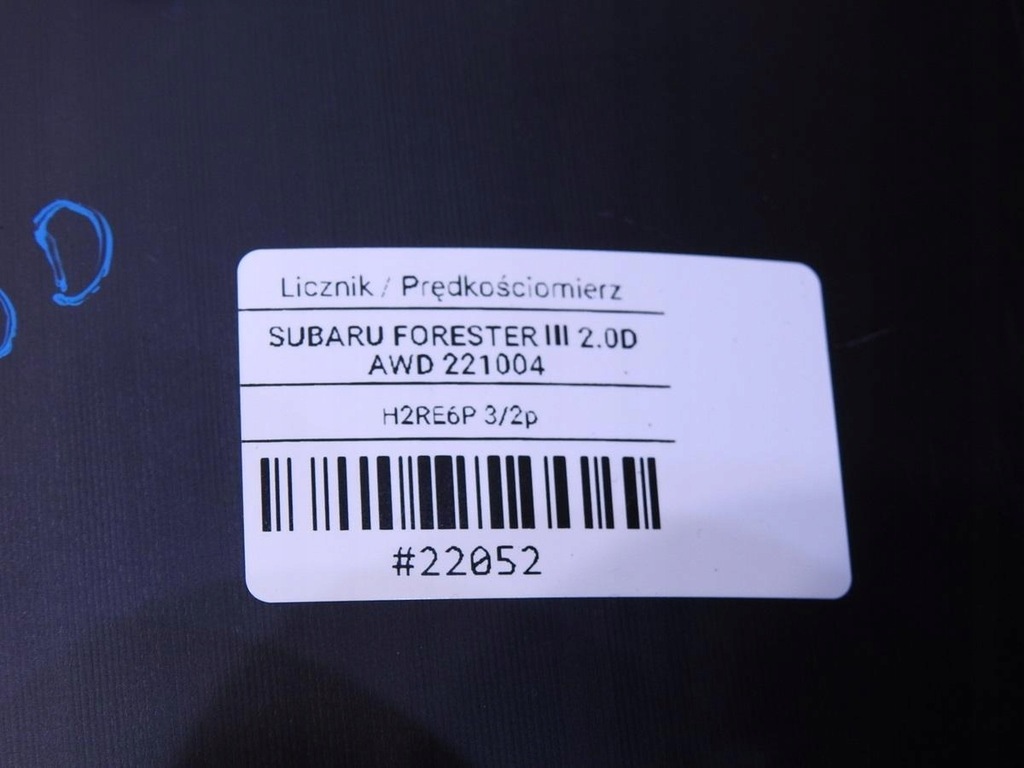 D
Licznik / Prędkościomierz
SUBARU FORESTER III 2.0D
AWD 221004
H2RE6P 3/2p
#22052